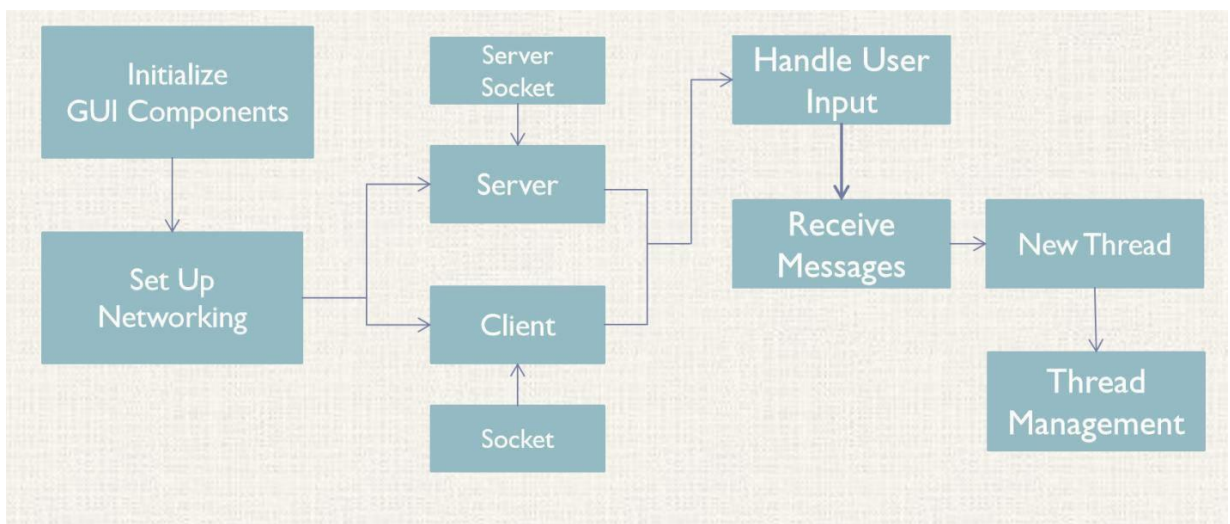 Initialize
GUI Components
Set Up
Networking
Server
Socket
Server
Client
Socket
Handle User
Input
Receive
Messages
New Thread
Thread
Management